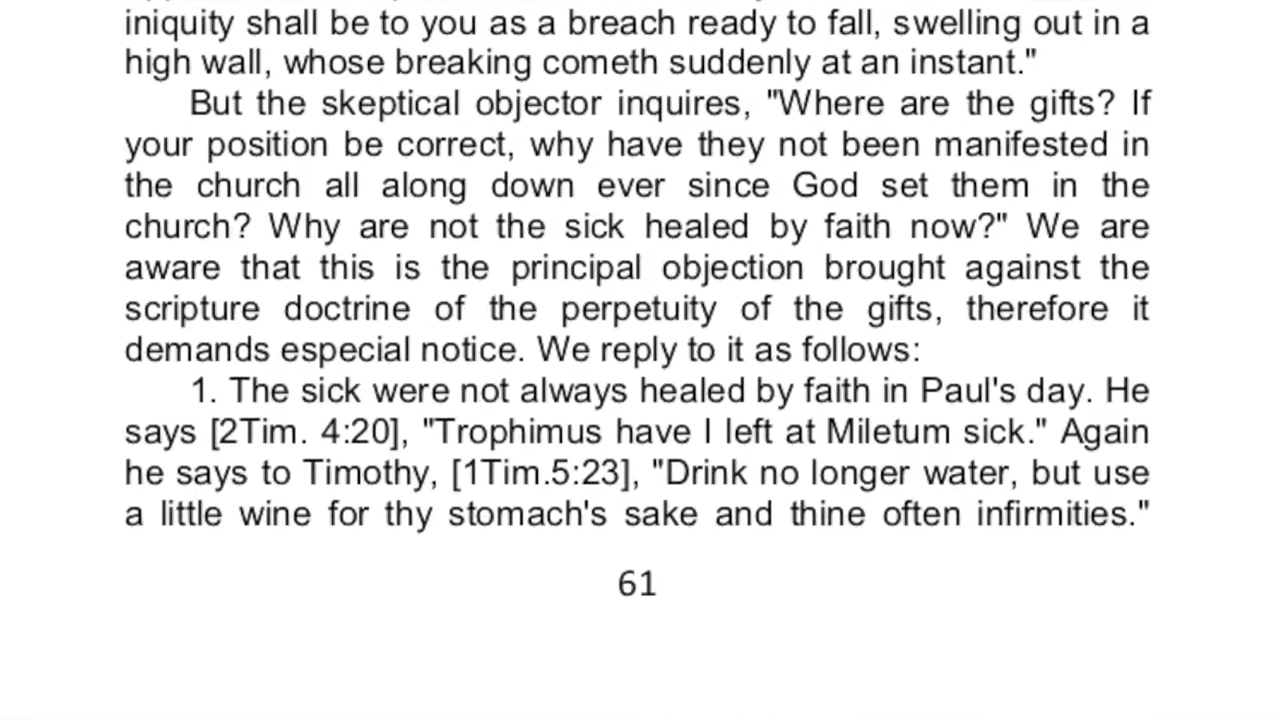 iniquity shall be to you as a breach ready to fall, swelling out in a
high wall, whose breaking cometh suddenly at an instant."
But the skeptical objector inquires, "Where are the gifts? If
your position be correct, why have they not been manifested in
the church all along down ever since God set them in the
church? Why are not the sick healed by faith now?" We are
aware that this is the principal objection brought against the
scripture doctrine of the perpetuity of the gifts, therefore it
demands especial notice. We reply to it as follows:
1. The sick were not always healed by faith in Paul's day. He
says [2Tim. 4:20], "Trophimus have I left at Miletum sick." Again
he says to Timothy, [1Tim.5:23], "Drink no longer water, but use
a little wine for thy stomach's sake and thine often infirmities."
61